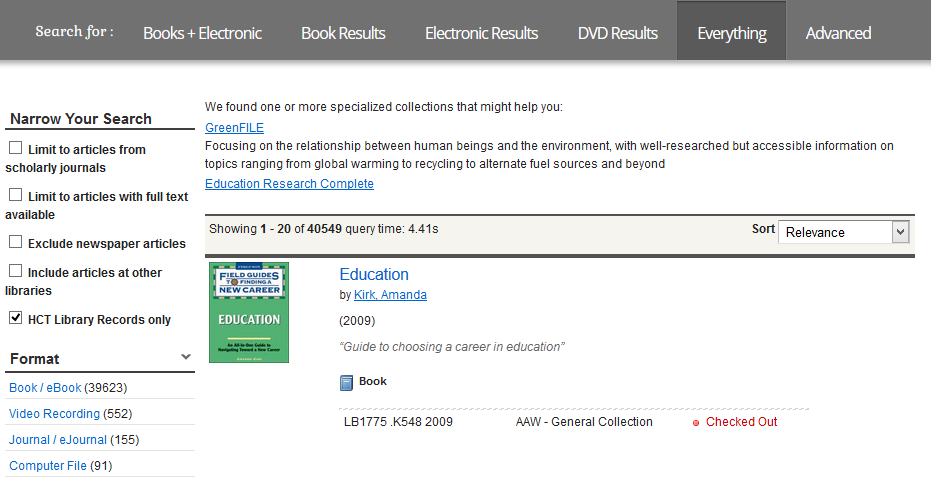 Search for :
Books + Electronic
Book Results
Electronic Results
DVD Results
Everything
Advanced
Narrow Your Search
Limit to articles from
scholarly journals
Limit to articles with full text
available
Exclude newspaper articles
Include articles at other
libraries
HCT Library Records only
Format
Book / eBook (39623)
Video Recording (552)
Journal / eJournal (155)
Computer File (91)
We found one or more specialized collections that might help you:
GreenFILE
Focusing on the relationship between human beings and the environment, with well-researched but accessible information on
topics ranging from global warming to recycling to alternate fuel sources and beyond
Education Research Complete
Showing 1 - 20 of 40549 query time: 4.41s
Sort
Relevance
FIELD GUIDES
TO FINDING A
NEW CAREER
EDUCATION
An All-in-One Guide to
Navigating Toward a New Career
Education
by Kirk, Amanda
(2009)
“Guide to choosing a career in education”
Book
LB1775 .K548 2009
AAW - General Collection
Checked Out